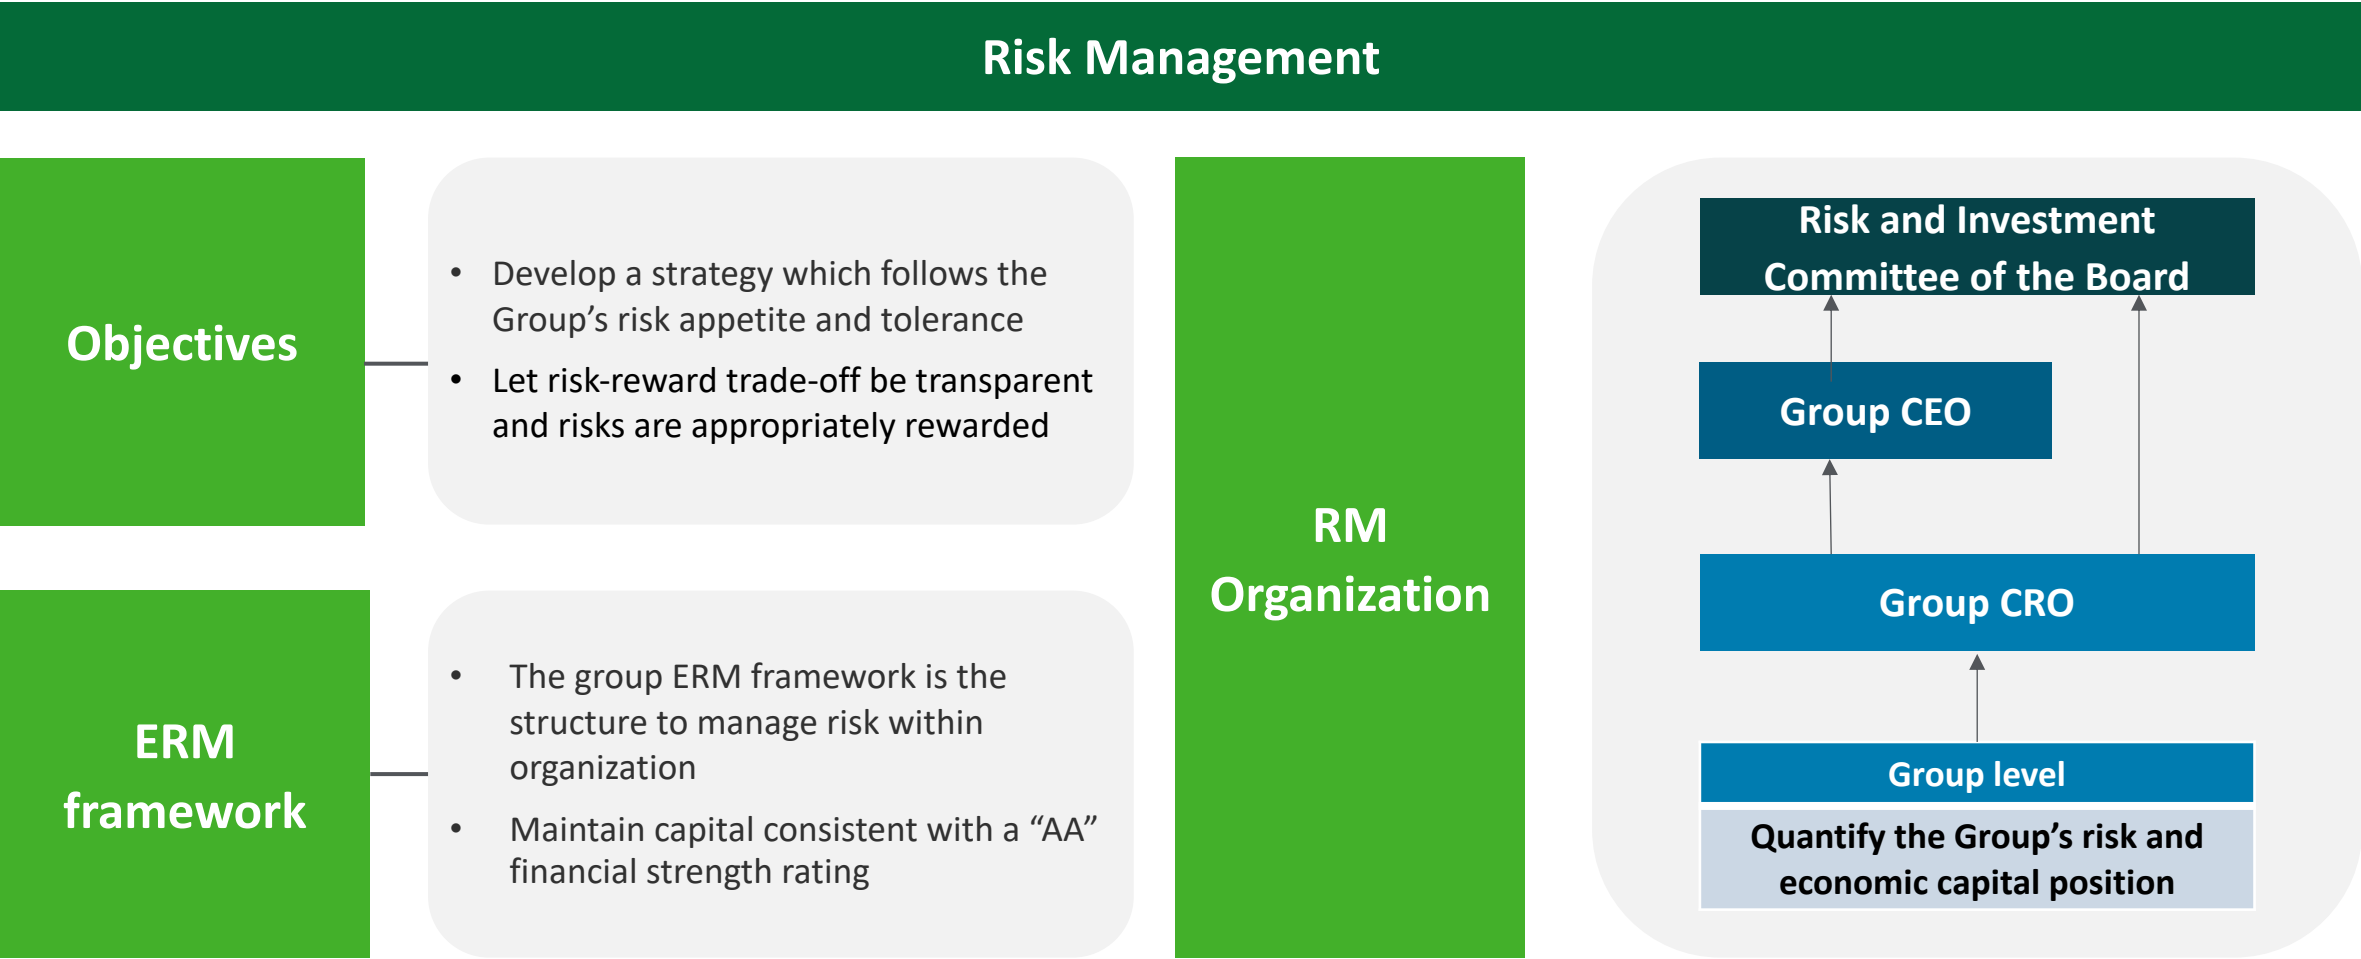 Risk Management
Objectives
• Develop a strategy which follows the
Group’s risk appetite and tolerance
• Let risk-reward trade-off be transparent
and risks are appropriately rewarded
ERM
framework
• The group ERM framework is the
structure to manage risk within
organization
• Maintain capital consistent with a “AA”
financial strength rating
RM
Organization
Risk and Investment
Committee of the Board
Group CEO
Group CRO
Group level
Quantify the Group’s risk and
economic capital position